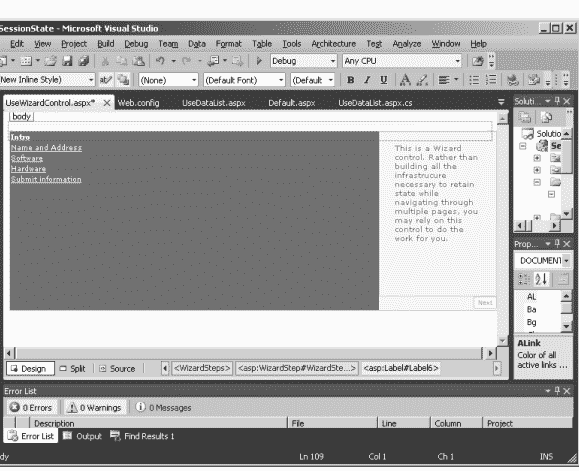 SessionState - Microsoft Visual Studio
Edit View Project Build Debug Team Data Format Table Tools Architecture Test Analyze Window Help
Debug Any CPU
New Inline Style) (None) (Default Font) (Default B I U A
UseWizardControl.aspx* X Web.config UseDataList.aspx Default.aspx UseDataList.aspx.cs
body
Intro
Name and Address
Software
Hardware
Submit information
This is a Wizard
control. Rather than
building all the
infrastrucure
necessary to retain
state while
navigating through
multiple pages, you
may rely on this
control to do the
work for you.
Next
Design Split Source <WizardSteps> <asp:WizardStep#WizardSte...> <asp:Label#Label6>
Soluti...
Solutio
Se
Prop...
DOCUMENT
AL
Ba
Bg
ALink
Color of all
active links ...
Error List
0 Errors 0 Warnings 0 Messages
Description File Line Column Project
Error List Output Find Results 1
dy Ln 109 Col 1 Ch 1 INS